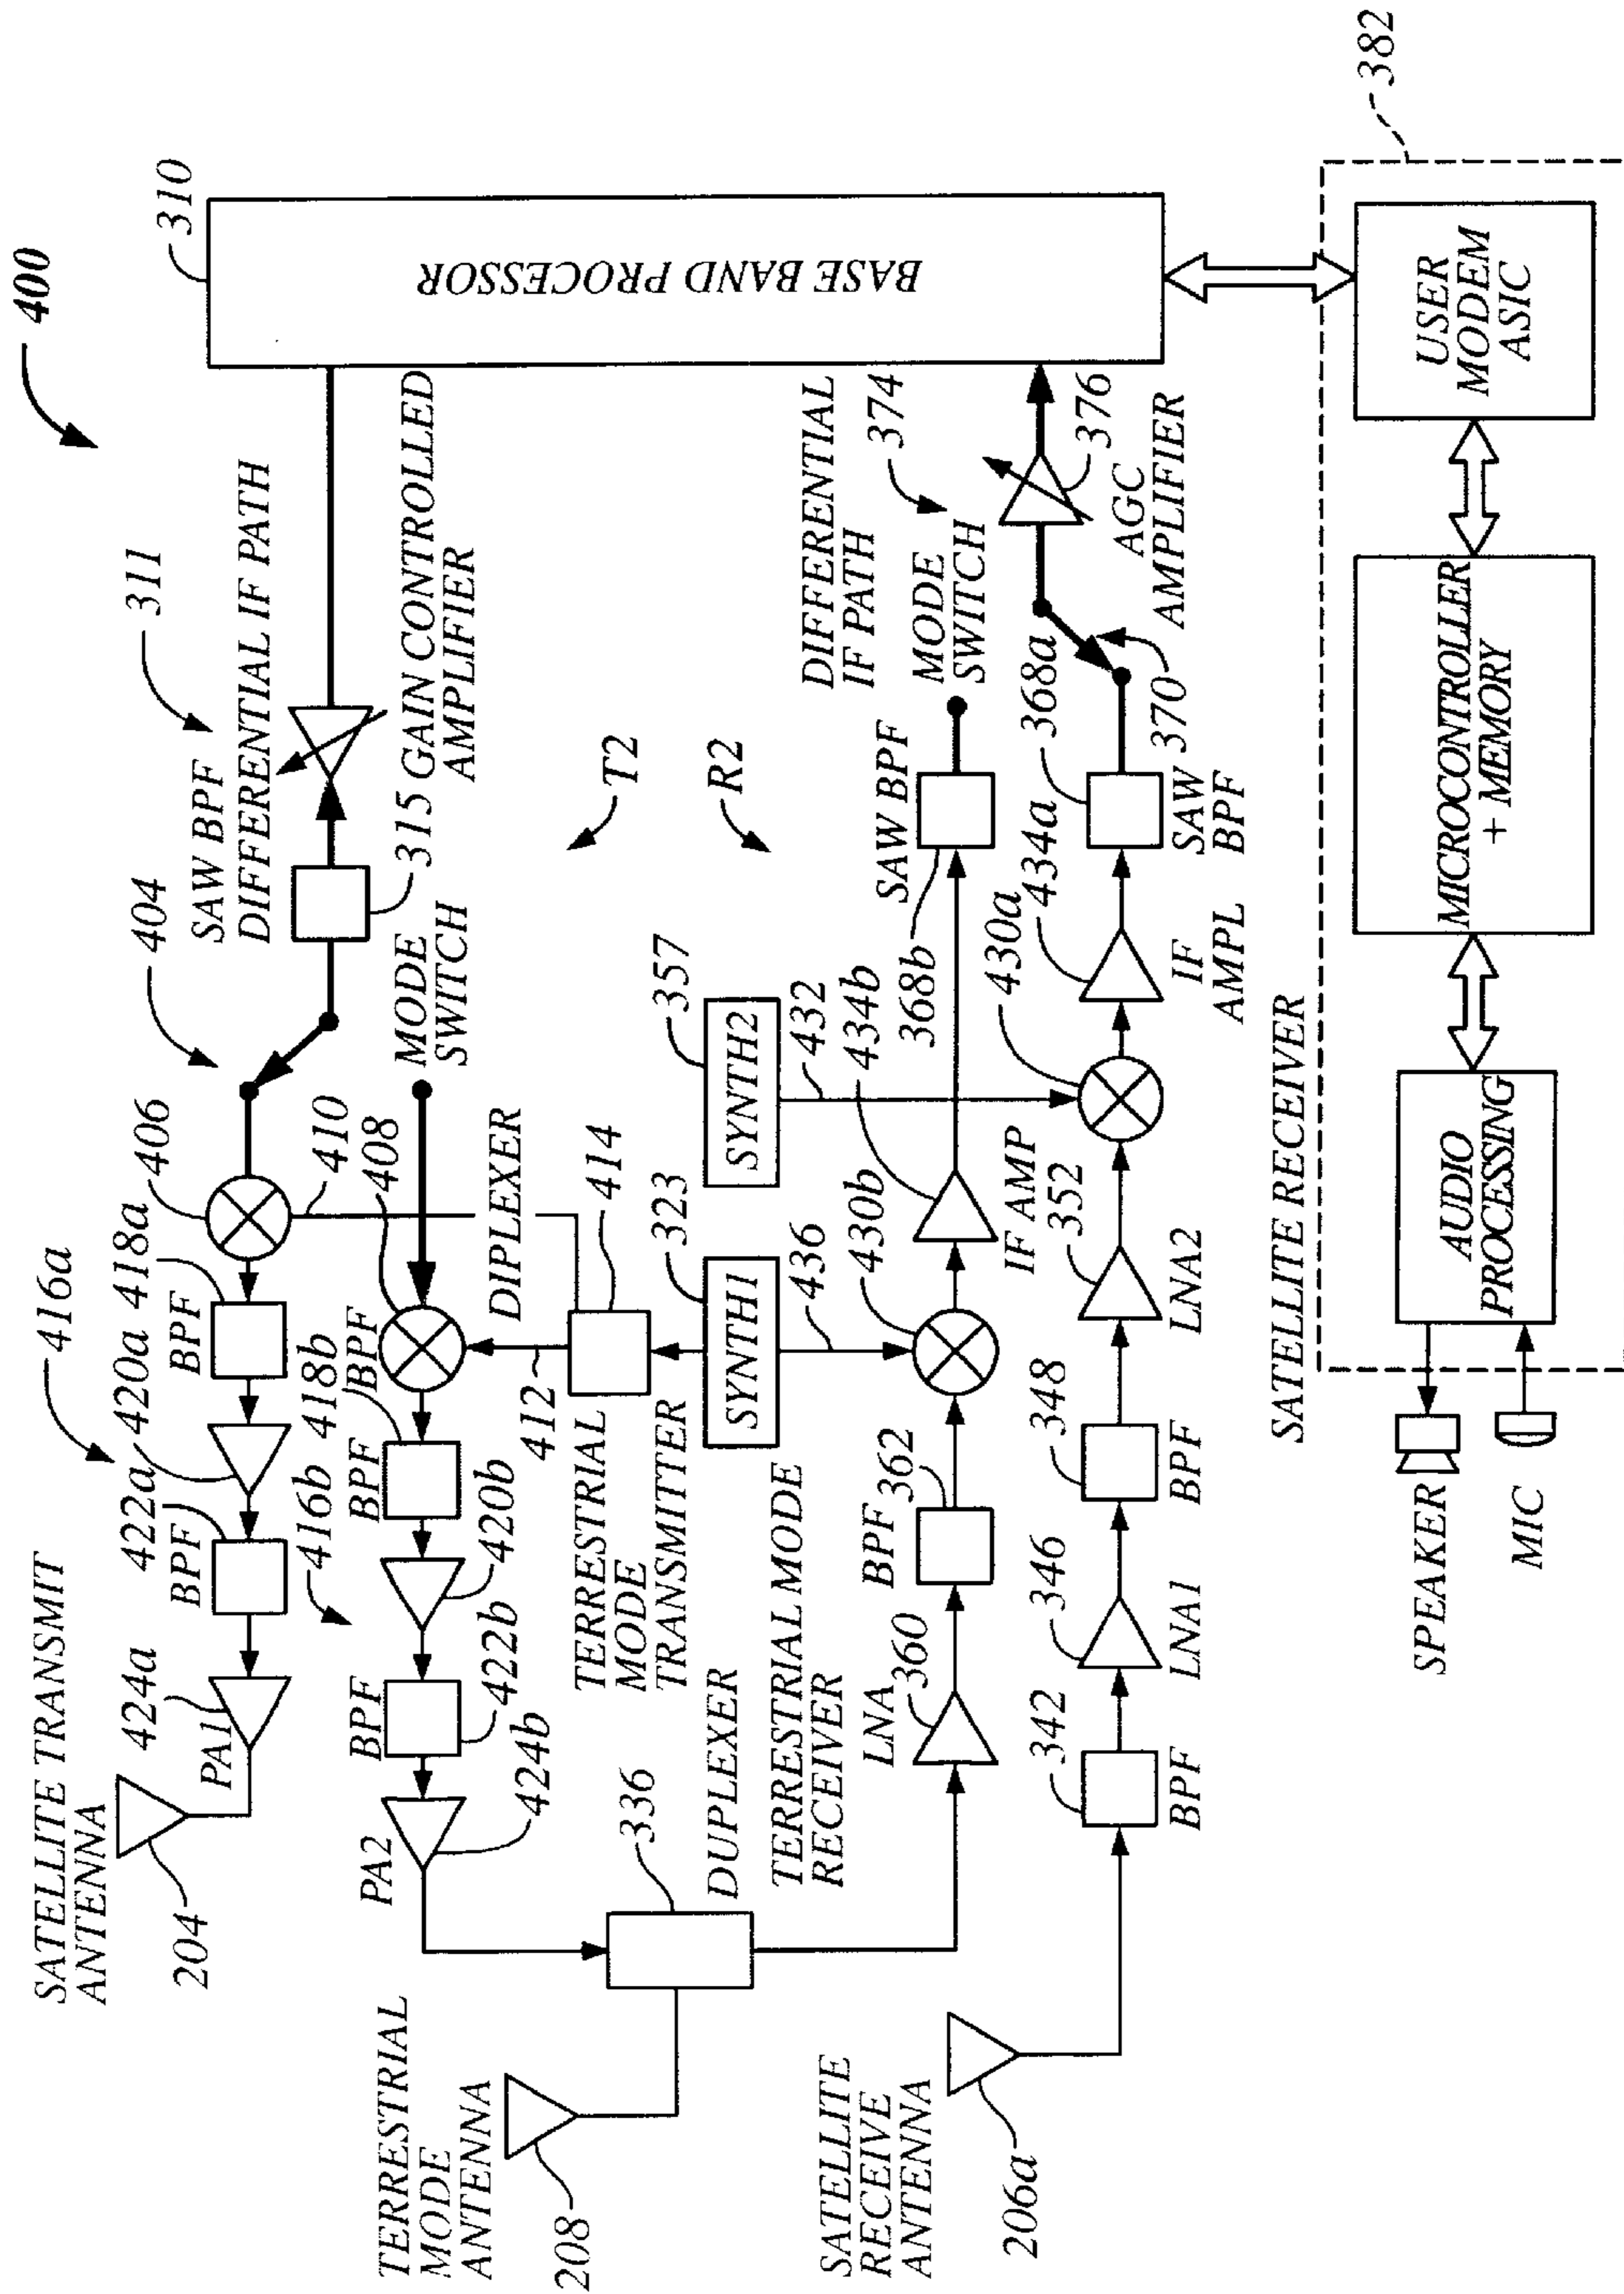 400
SATELLITE TRANSMIT
ANTENNA
204
424a
PA1
422a
BPF
416a
420a
418a
BPF
406
410
404
311
SAW BPF
DIFFERENTIAL IF PATH
315
GAIN CONTROLLED
AMPLIFIER
310
BASE BAND PROCESSOR
MODE
SWITCH
408
BPF
418b
BPF
416b
420b
422b
BPF
424b
PA2
TERRESTRIAL
MODE
ANTENNA
208
336
DUPLEXER
412
DIPLEXER
414
TERRESTRIAL
MODE
TRANSMITTER
T2
R2
323
SYNTH1
436
357
SYNTH2
432
TERRESTRIAL MODE
RECEIVER
LNA
360
BPF
362
430b
434b
IF AMP
SAW BPF
368b
MODE
SWITCH
DIFFERENTIAL
IF PATH
374
376
AGC
AMPLIFIER
SATELLITE
RECEIVE
ANTENNA
206a
342
BPF
346
LNA1
348
BPF
352
LNA2
430a
434a
IF
AMPL
368a
SAW
BPF
370
SATELLITE RECEIVER
382
SPEAKER
MIC
AUDIO
PROCESSING
MICROCONTROLLER
+ MEMORY
USER
MODEM
ASIC